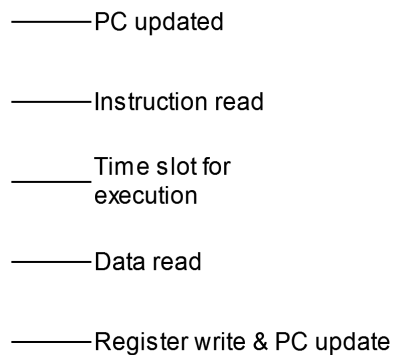 PC updated
Instruction read
Time slot for
execution
Data read
Register write & PC update